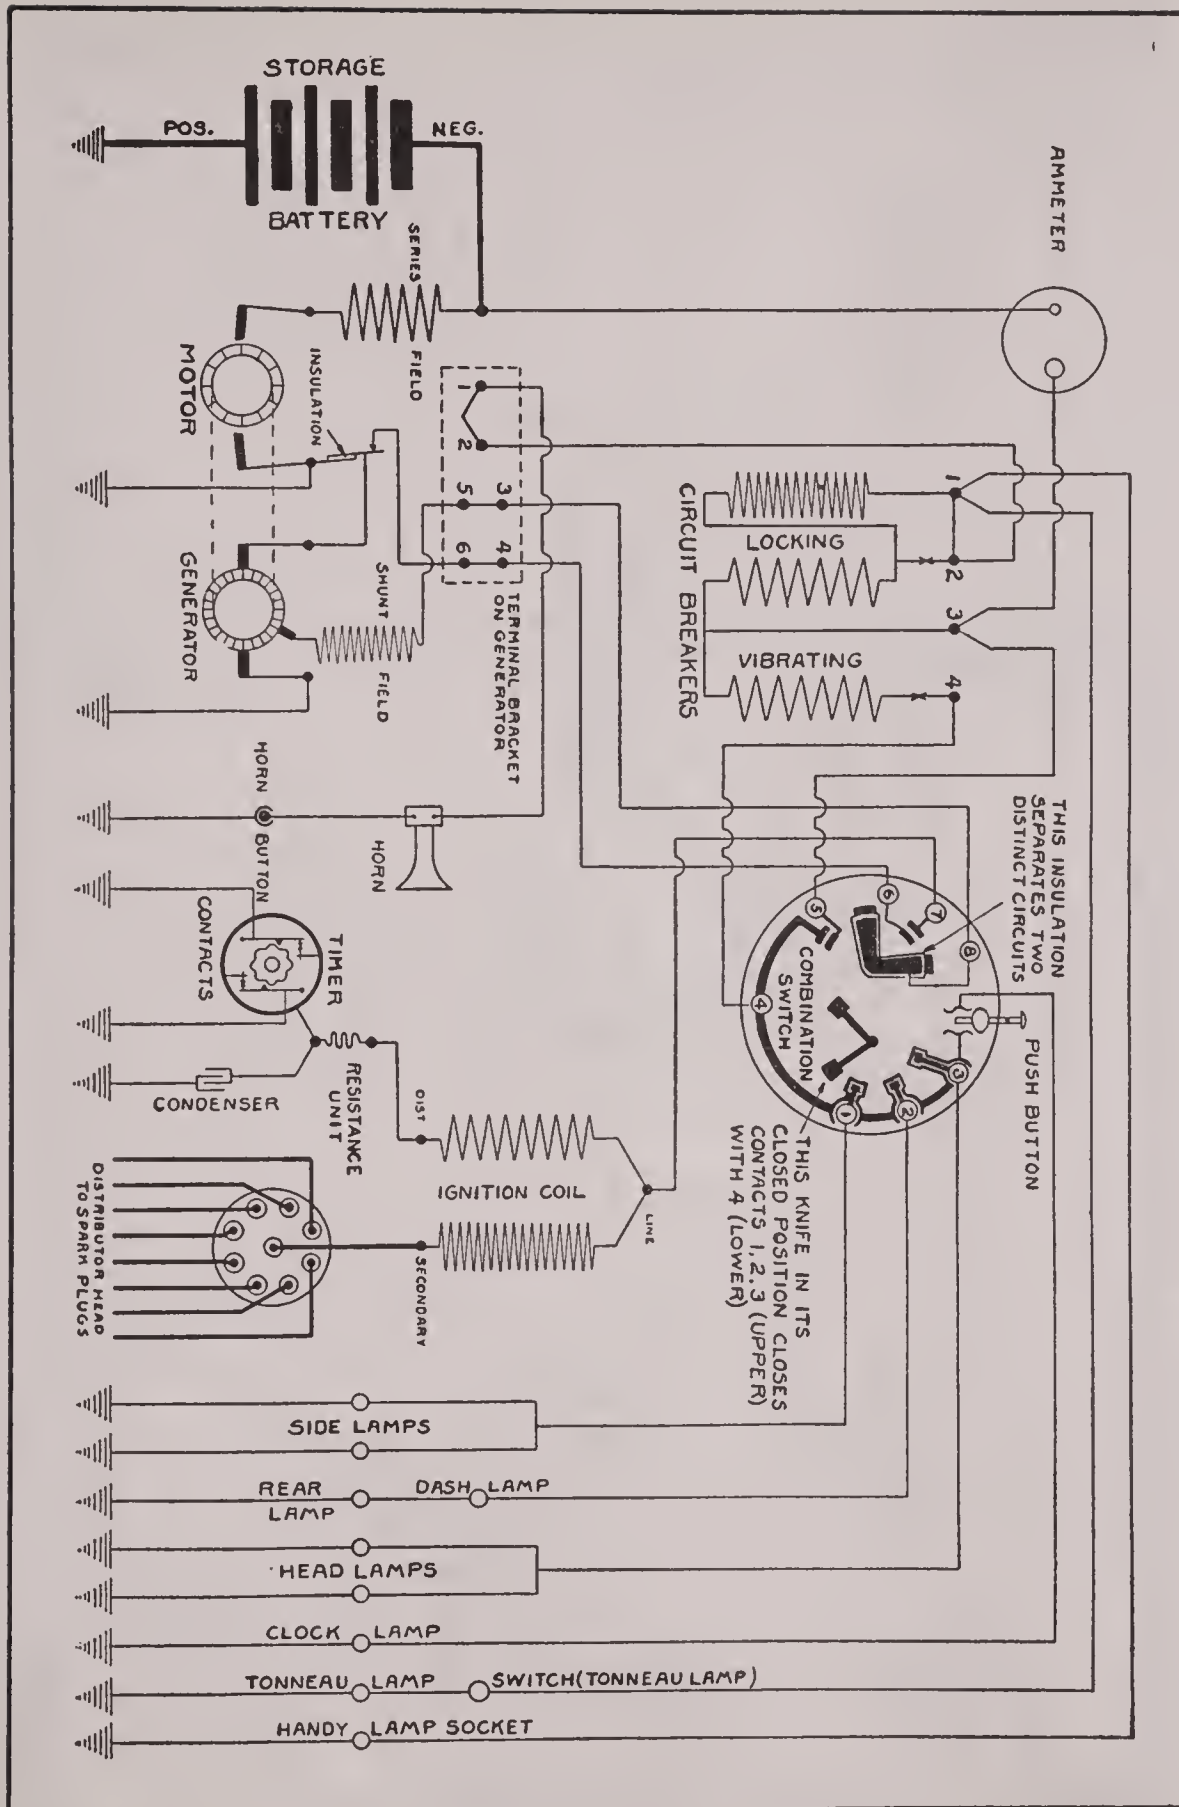 STORAGE
BATTERY
POS.
NEG.
AMMETER
SERIES
FIELD
MOTOR
INSULATION
GENERATOR
SHUNT
FIELD
1
2
5 3
6 4
TERMINAL BRACKET
ON GENERATOR
CIRCUIT BREAKERS
LOCKING
VIBRATING
1
2
3
4
HORN
BUTTON
HORN
TIMER
CONTACTS
CONDENSER
RESISTANCE
UNIT
DIST
IGNITION COIL
LINE
SECONDARY
DISTRIBUTOR HEAD
TO SPARK PLUGS
THIS INSULATION
SEPARATES TWO
DISTINCT CIRCUITS
COMBINATION
SWITCH
5
6
7
8
4
1
2
3
PUSH BUTTON
THIS KNIFE IN ITS
CLOSED POSITION CLOSES
CONTACTS 1, 2, 3 (UPPER)
WITH 4 (LOWER)
SIDE LAMPS
REAR
LAMP
DASH LAMP
HEAD LAMPS
CLOCK LAMP
TONNEAU LAMP
SWITCH (TONNEAU LAMP)
HANDY LAMP SOCKET